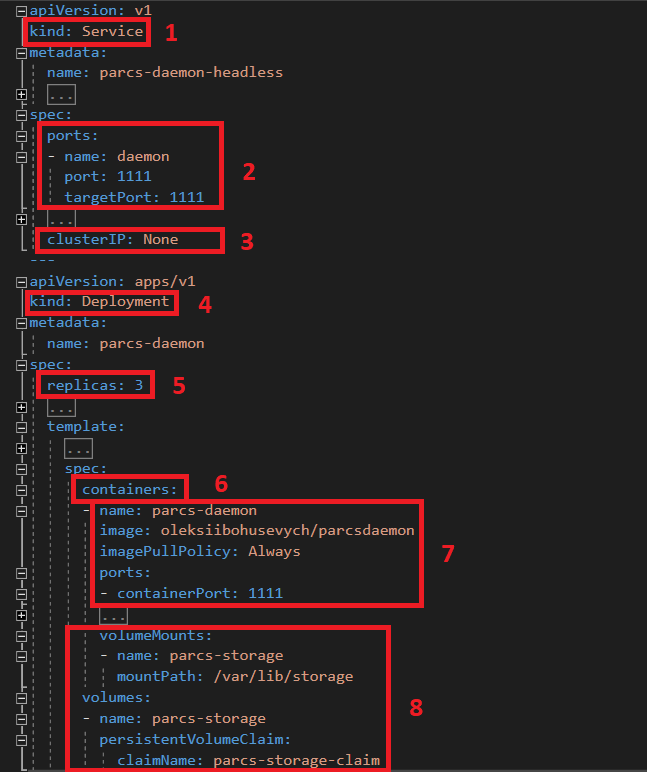 apiVersion: v1
kind: Service 1
metadata:
name: parcs-daemon-headless
...
spec:
ports:
- name: daemon
port: 1111 2
targetPort: 1111
...
clusterIP: None 3
---
apiVersion: apps/v1
kind: Deployment 4
metadata:
name: parcs-daemon
spec:
replicas: 3 5
...
template:
...
spec:
containers: 6
- name: parcs-daemon
image: oleksiibohusevych/parcsdaemon
imagePullPolicy: Always 7
ports:
- containerPort: 1111
...
volumeMounts:
- name: parcs-storage
mountPath: /var/lib/storage
volumes: 8
- name: parcs-storage
persistentVolumeClaim:
claimName: parcs-storage-claim